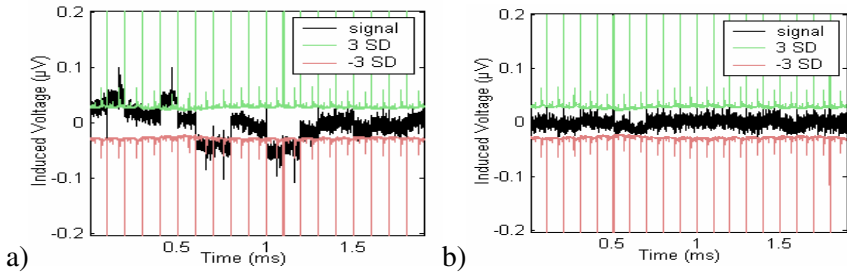 0.2
0.1
0
-0.1
-0.2
Induced Voltage (µV)
signal
3 SD
-3 SD
0.5
1
1.5
Time (ms)
a)
0.2
0.1
0
-0.1
-0.2
Induced Voltage (µV)
signal
3 SD
-3 SD
0.5
1
1.5
Time (ms)
b)